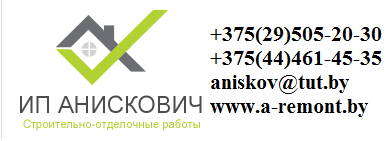 +375(29)505-20-30
+375(44)461-45-35
aniskov@tut.by
www.a-remont.by
ИП АНИСКОВИЧ
Строительно-отделочные работы